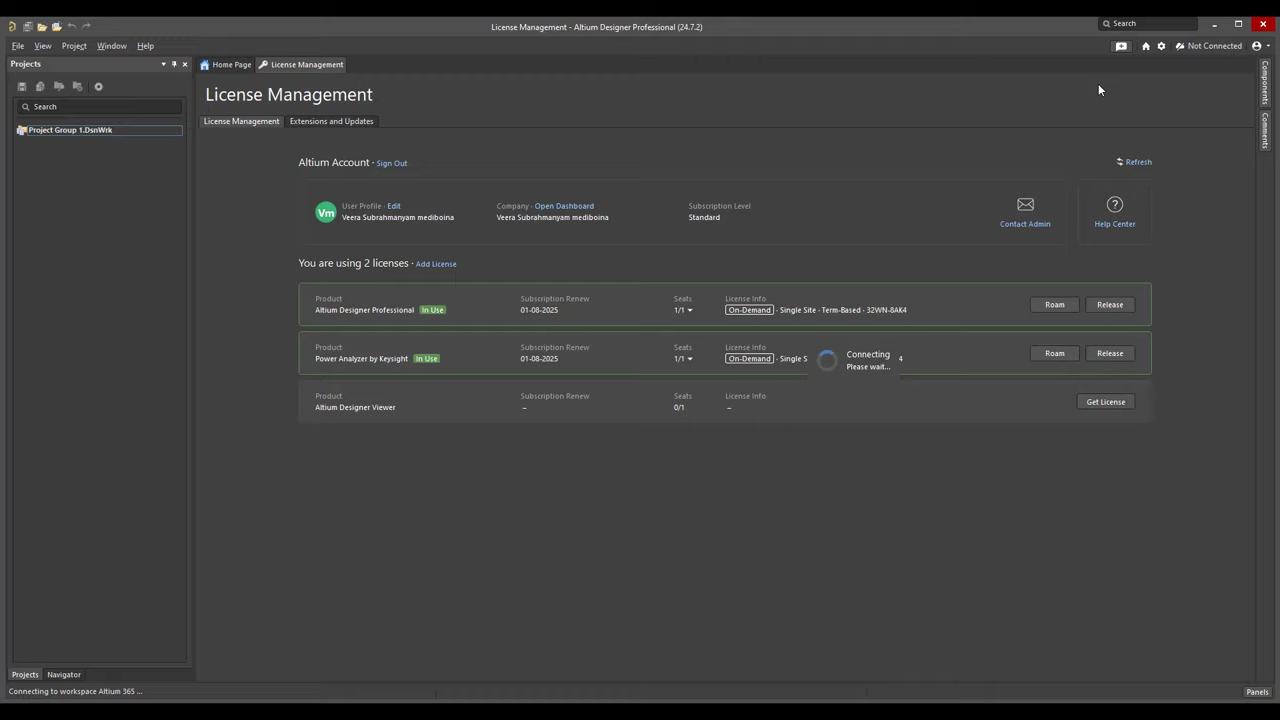 License Management - Altium Designer Professional (24.7.2)
Search
File View Project Window Help
Not Connected
Projects
Home Page
License Management
Search
Project Group 1.DsnWrk
License Management
License Management
Extensions and Updates
Altium Account · Sign Out
Refresh
Vm
User Profile · Edit
Veera Subrahmanyam mediboina
Company · Open Dashboard
Veera Subrahmanyam mediboina
Subscription Level
Standard
Contact Admin
Help Center
You are using 2 licenses · Add License
Product Subscription Renew Seats License Info
Altium Designer Professional In Use 01-08-2025 1/1 On-Demand · Single Site · Term-Based · 32WN-8AK4 Roam Release
Product Subscription Renew Seats License Info
Power Analyzer by Keysight In Use 01-08-2025 1/1 On-Demand · Single S 4 Roam Release
Connecting
Please wait...
Product Subscription Renew Seats License Info
Altium Designer Viewer – 0/1 – Get License
Components
Comments
Projects Navigator
Connecting to workspace Altium 365 ...
Panels